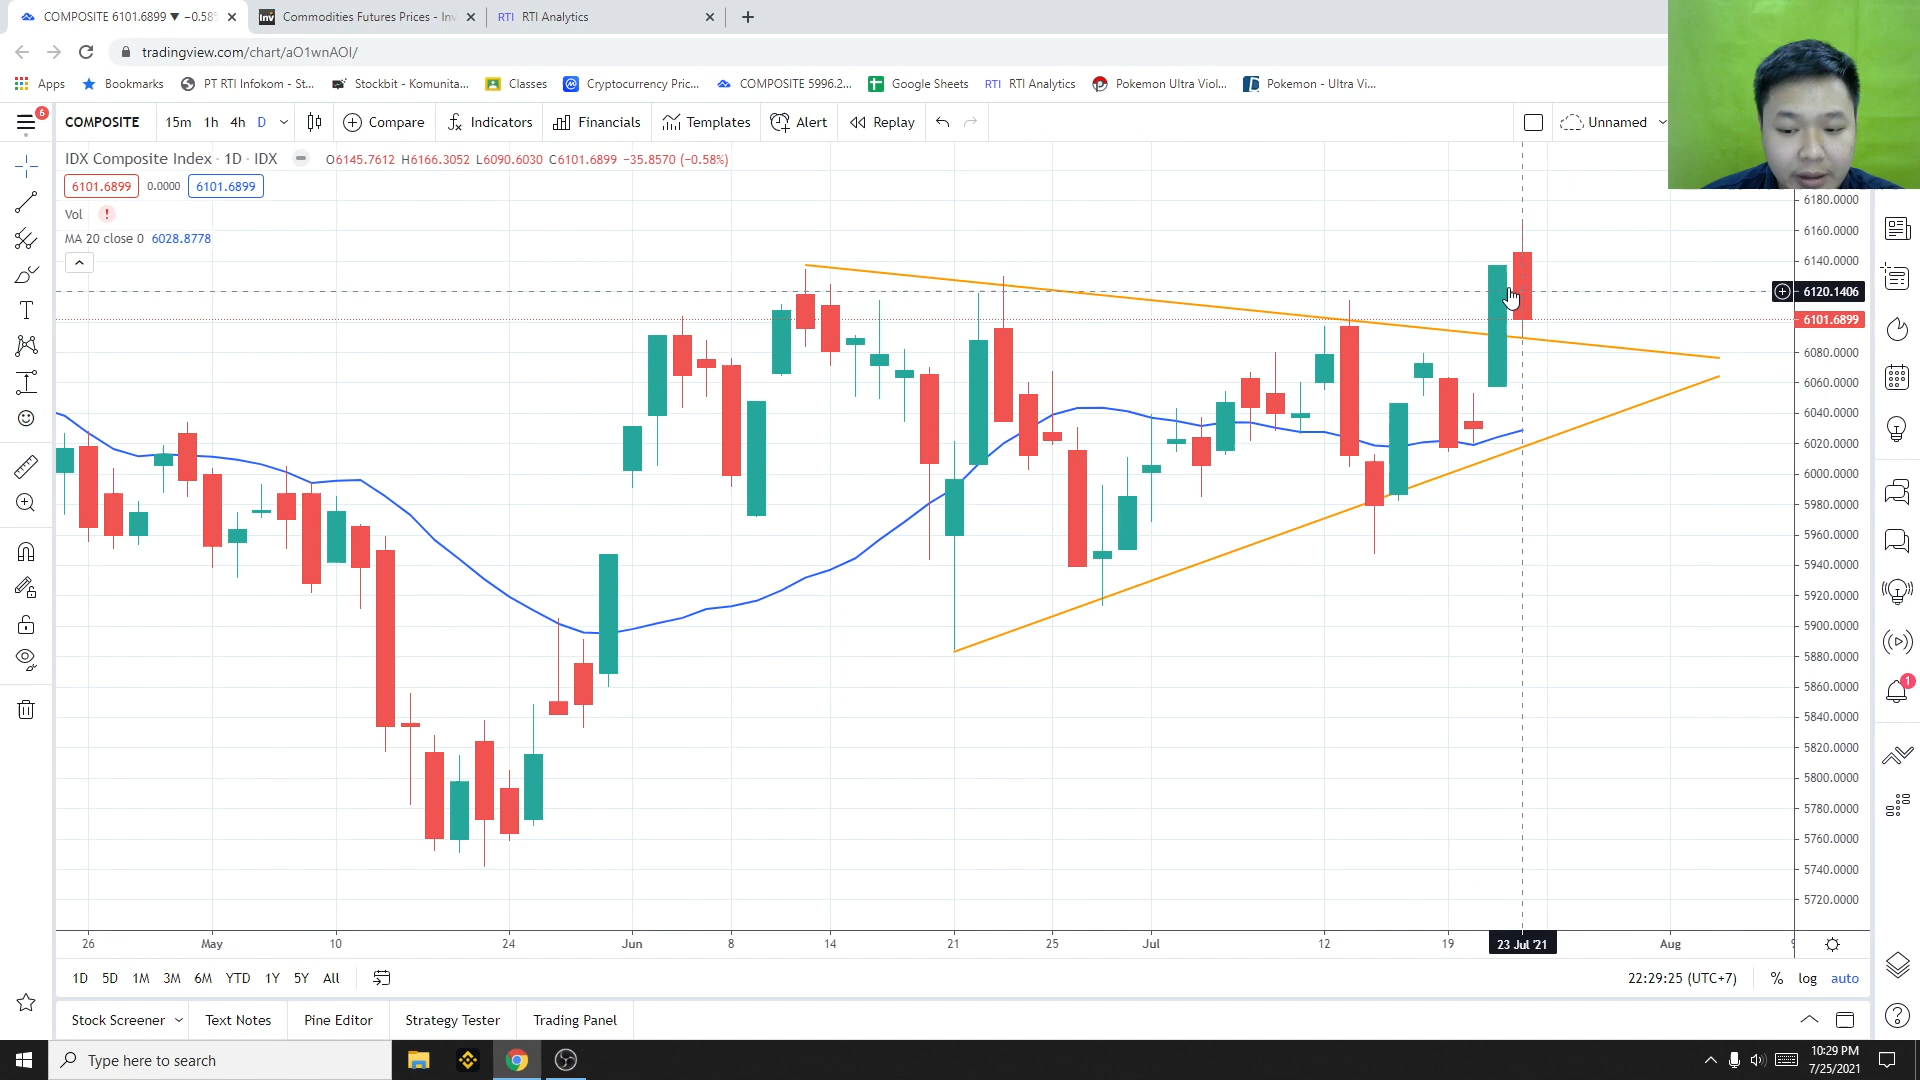 COMPOSITE 6101.6899 ▼ −0.58
Commodities Futures Prices - Inv
RTI RTI Analytics
tradingview.com/chart/aO1wnAOI/
Apps Bookmarks PT RTI Infokom - St... Stockbit - Komunita... Classes Cryptocurrency Pric... COMPOSITE 5996.2... Google Sheets RTI RTI Analytics Pokemon Ultra Viol... Pokemon - Ultra Vi...
6 COMPOSITE 15m 1h 4h D Compare Indicators Financials Templates Alert Replay Unnamed
IDX Composite Index · 1D · IDX O6145.7612 H6166.3052 L6090.6030 C6101.6899 −35.8570 (−0.58%)
6101.6899 0.0000 6101.6899
Vol !
MA 20 close 0 6028.8778
6180.0000
6160.0000
6140.0000
6120.1406
6101.6899
6080.0000
6060.0000
6040.0000
6020.0000
6000.0000
5980.0000
5960.0000
5940.0000
5920.0000
5900.0000
5880.0000
5860.0000
5840.0000
5820.0000
5800.0000
5780.0000
5760.0000
5740.0000
5720.0000
1
26 May 10 24 Jun 8 14 21 25 Jul 12 19 23 Jul '21 Aug
1D 5D 1M 3M 6M YTD 1Y 5Y All 22:29:25 (UTC+7) % log auto
Stock Screener Text Notes Pine Editor Strategy Tester Trading Panel
Type here to search
10:29 PM
7/25/2021